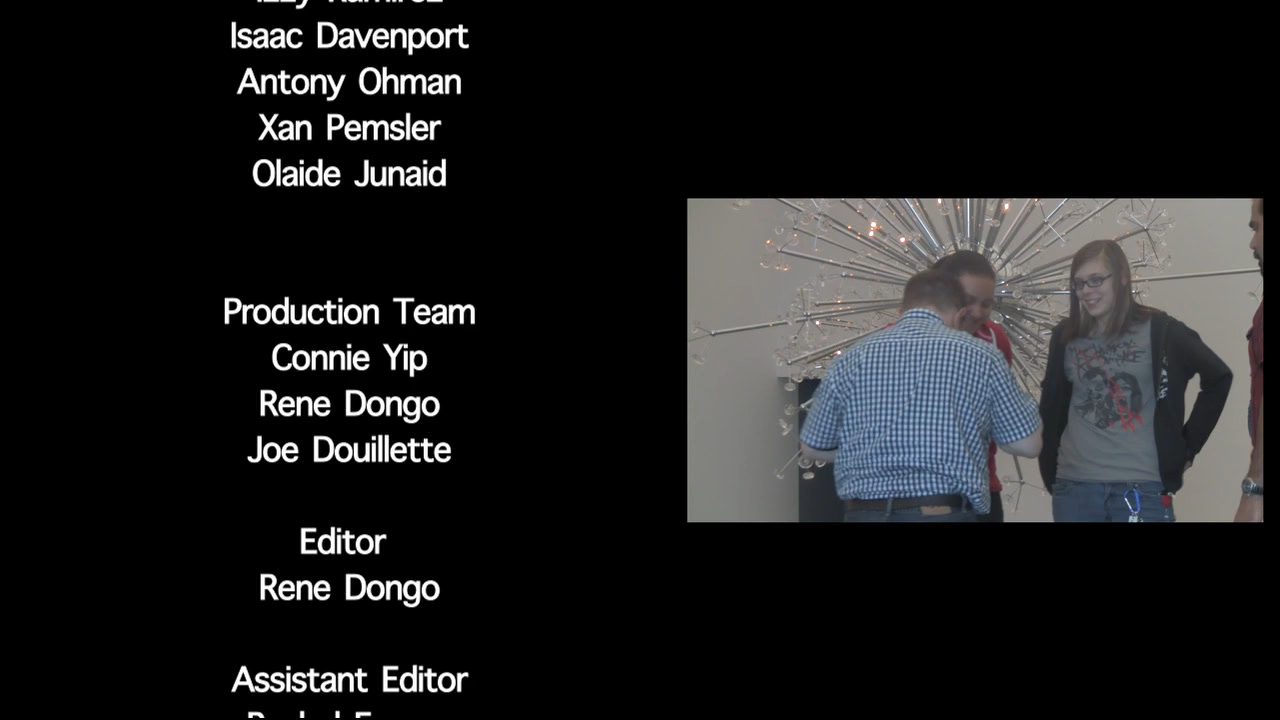 Isaac Davenport
Antony Ohman
Xan Pemsler
Olaide Junaid
Production Team
Connie Yip
Rene Dongo
Joe Douillette
Editor
Rene Dongo
Assistant Editor